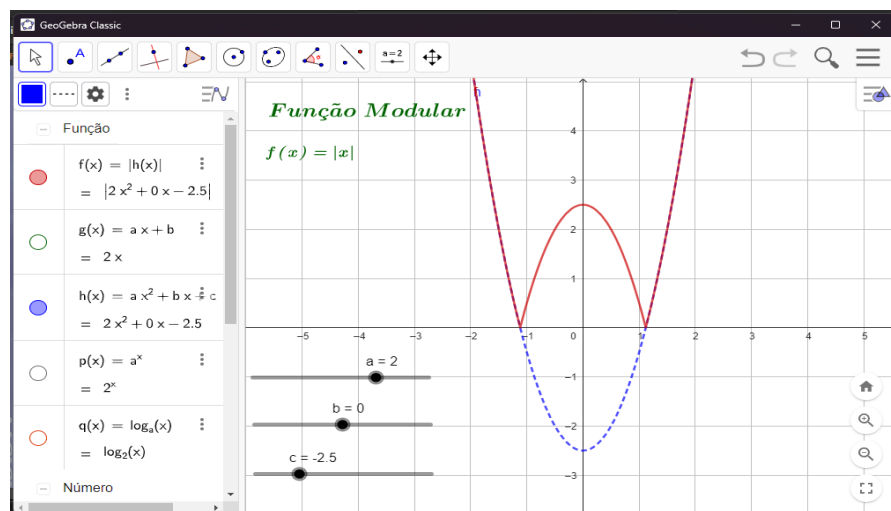 GeoGebra Classic
A
a=2
Função
f(x) = |h(x)|
= |2 x² + 0 x − 2.5|
g(x) = a x + b
= 2 x
h(x) = a x² + b x + c
= 2 x² + 0 x − 2.5
p(x) = aˣ
= 2ˣ
q(x) = logₐ(x)
= log₂(x)
Número
Função Modular
f(x) = |x|
h
4
3
2
1
−5 −4 −3 −2 −1 0 1 2 3 4 5
−1
−2
−3
a = 2
b = 0
c = -2.5